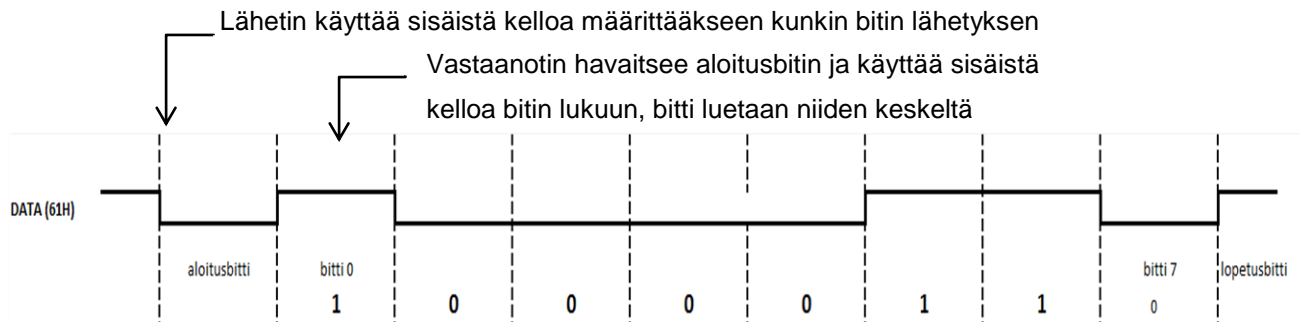 Lähetin käyttää sisäistä kelloa määrittääkseen kunkin bitin lähetyksen
Vastaanotin havaitsee aloitusbitin ja käyttää sisäistä
kelloa bitin lukuun, bitti luetaan niiden keskeltä
DATA (61H)
aloitusbitti bitti 0 bitti 7 lopetusbitti
1 0 0 0 0 1 1 0